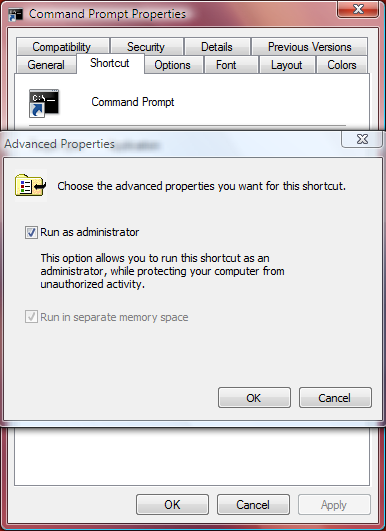 Command Prompt Properties
Compatibility Security Details Previous Versions
General Shortcut Options Font Layout Colors
C:\
Command Prompt
Advanced Properties
Choose the advanced properties you want for this shortcut.
Run as administrator
This option allows you to run this shortcut as an
administrator, while protecting your computer from
unauthorized activity.
Run in separate memory space
OK Cancel
OK Cancel Apply